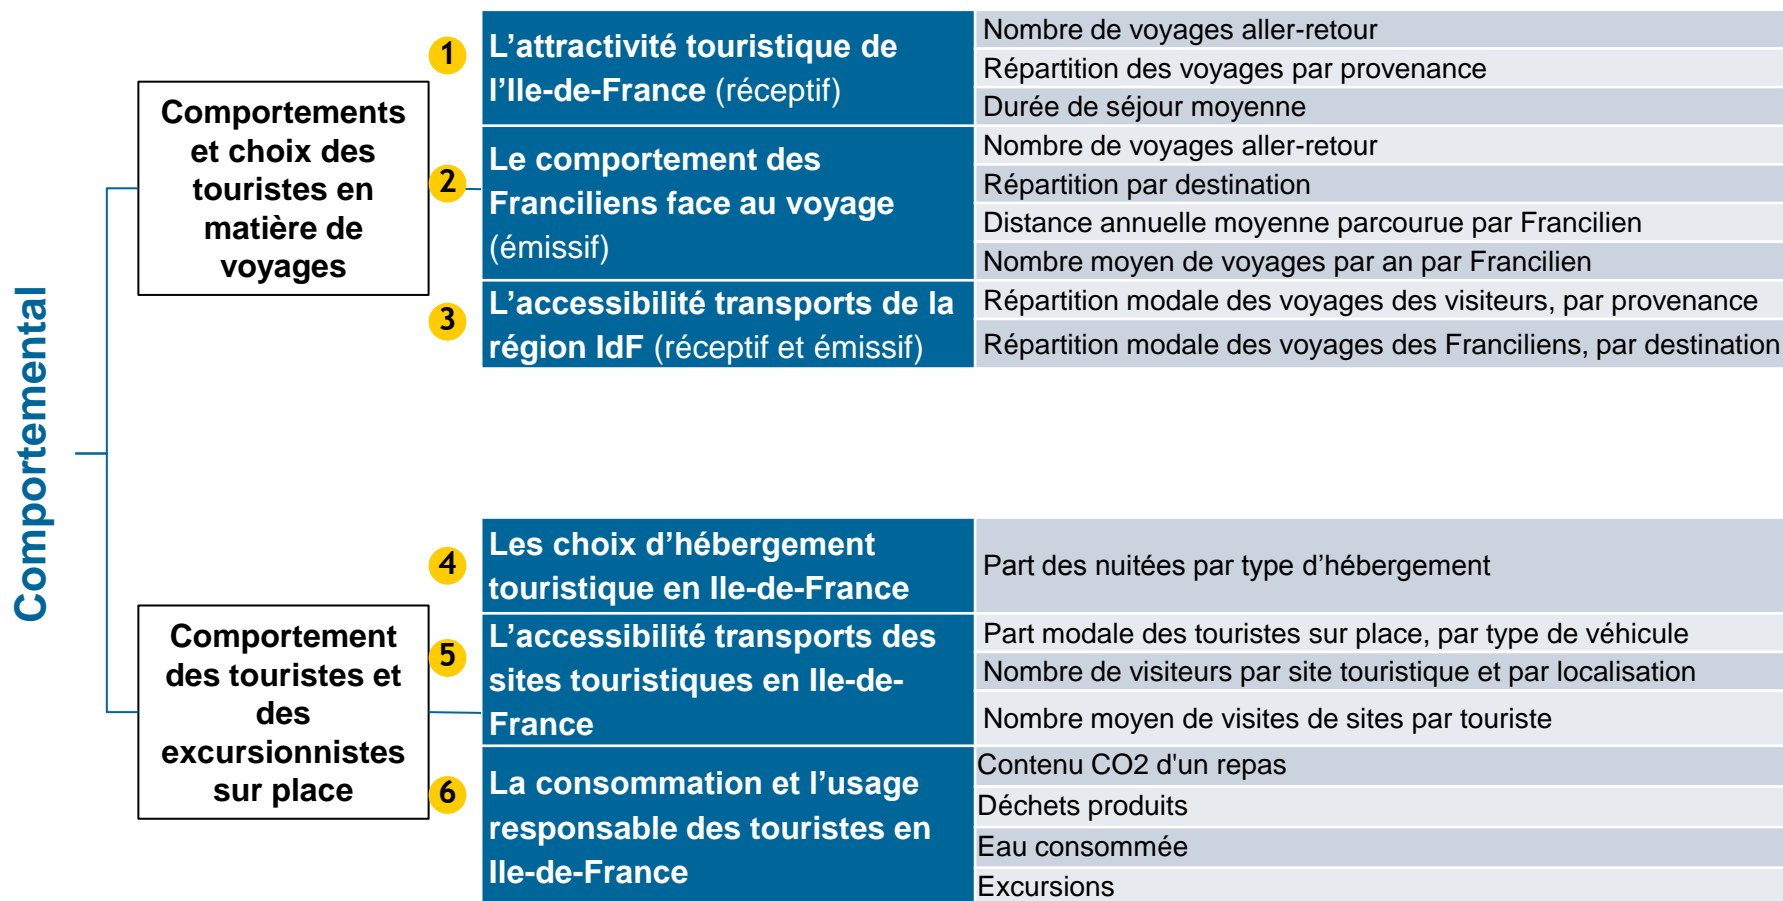 Comportemental
Comportements
et choix des
touristes en
matière de
voyages
1
L’attractivité touristique de
l’Ile-de-France (réceptif)
Nombre de voyages aller-retour
Répartition des voyages par provenance
Durée de séjour moyenne
2
Le comportement des
Franciliens face au voyage
(émissif)
Nombre de voyages aller-retour
Répartition par destination
Distance annuelle moyenne parcourue par Francilien
Nombre moyen de voyages par an par Francilien
3
L’accessibilité transports de la
région IdF (réceptif et émissif)
Répartition modale des voyages des visiteurs, par provenance
Répartition modale des voyages des Franciliens, par destination
Comportement
des touristes et
des
excursionnistes
sur place
4
Les choix d’hébergement
touristique en Ile-de-France
Part des nuitées par type d’hébergement
5
L’accessibilité transports des
sites touristiques en Ile-de-
France
Part modale des touristes sur place, par type de véhicule
Nombre de visiteurs par site touristique et par localisation
Nombre moyen de visites de sites par touriste
6
La consommation et l’usage
responsable des touristes en
Ile-de-France
Contenu CO2 d'un repas
Déchets produits
Eau consommée
Excursions